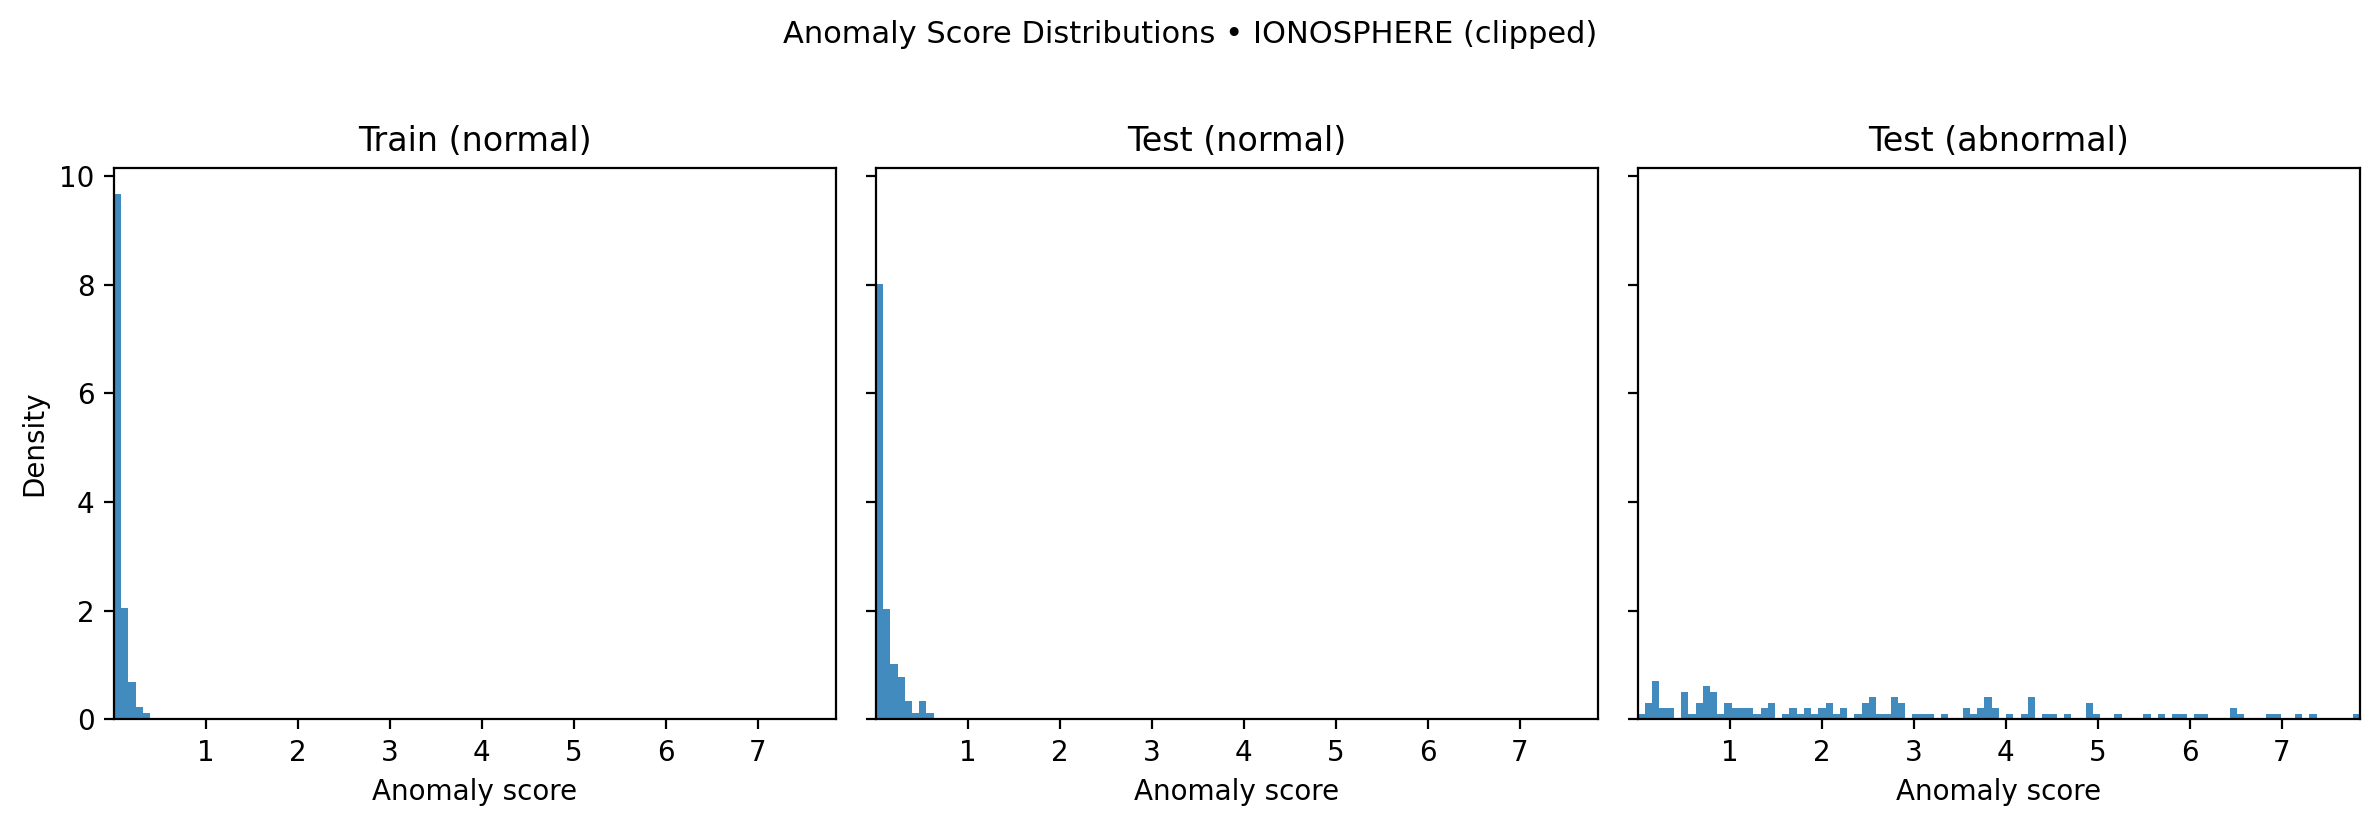 Anomaly Score Distributions • IONOSPHERE (clipped)
Train (normal)
Test (normal)
Test (abnormal)
Density
10
8
6
4
2
0
1 2 3 4 5 6 7
1 2 3 4 5 6 7
1 2 3 4 5 6 7
Anomaly score
Anomaly score
Anomaly score